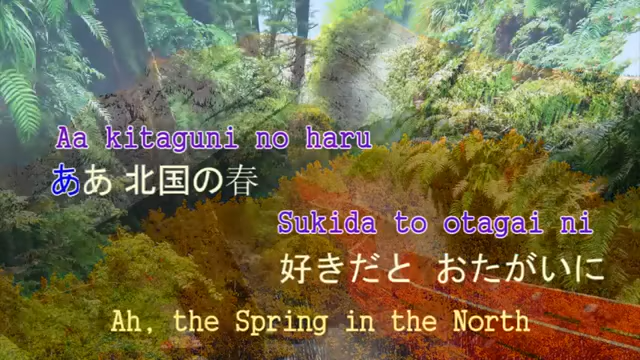 Aa kitaguni no haru
ああ 北国の春
Sukida to otagai ni
好きだと おたがいに
Ah, the Spring in the North